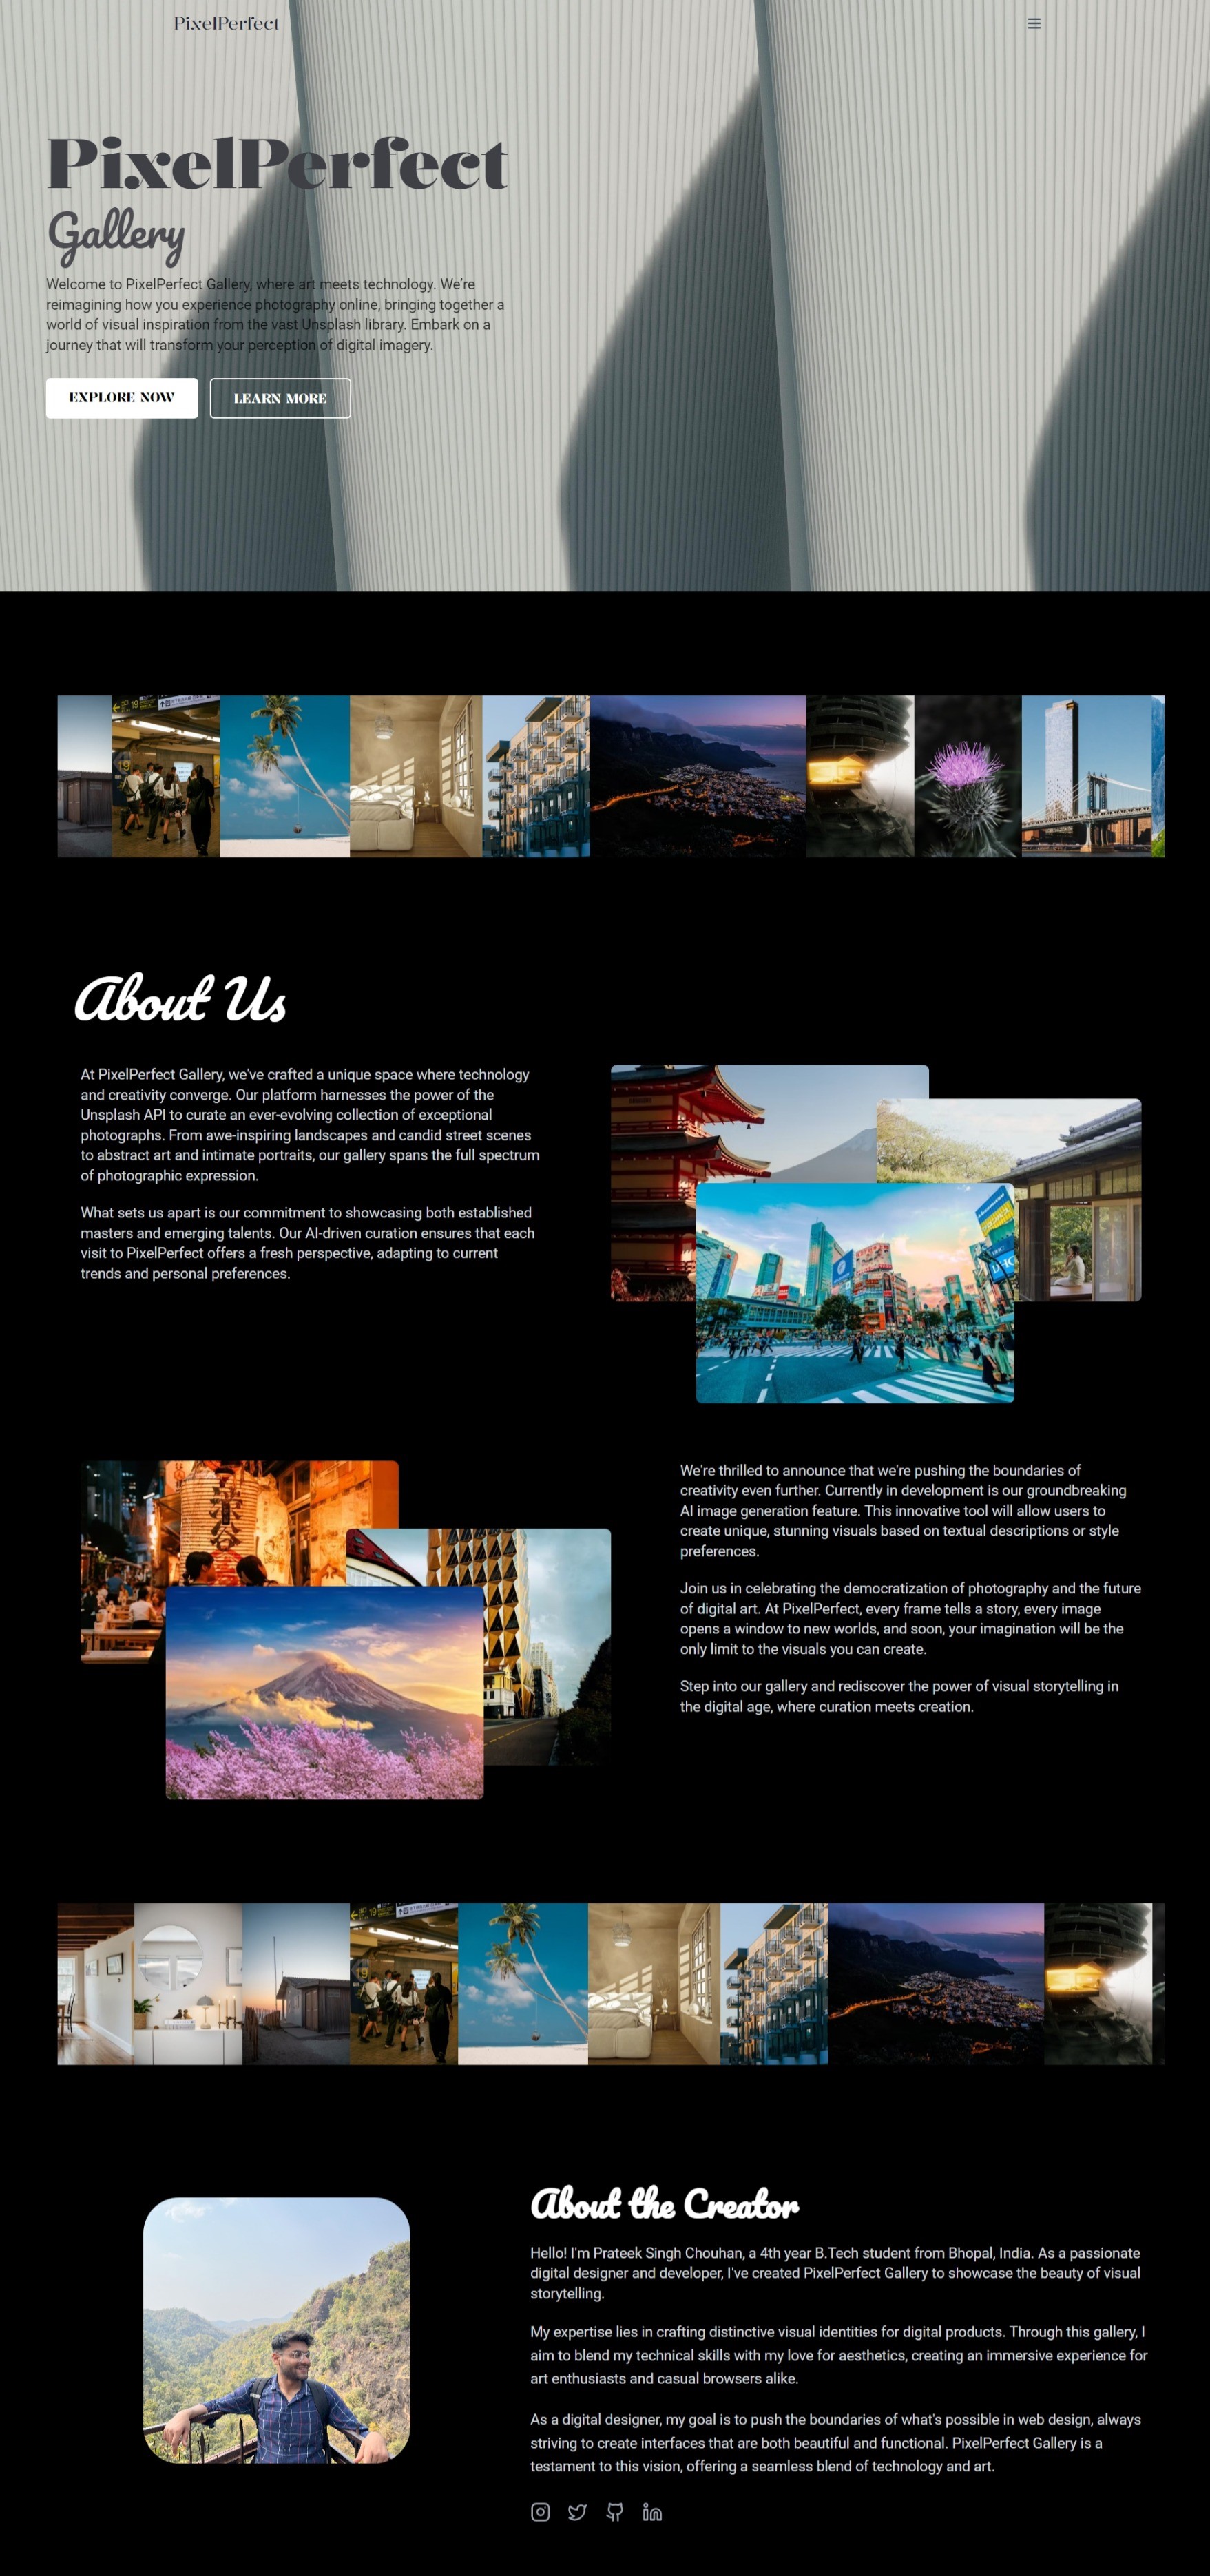 PixelPerfect
PixelPerfect
Gallery
Welcome to PixelPerfect Gallery, where art meets technology. We're
reimagining how you experience photography online, bringing together a
world of visual inspiration from the vast Unsplash library. Embark on a
journey that will transform your perception of digital imagery.
EXPLORE NOW
LEARN MORE
19
About Us
At PixelPerfect Gallery, we've crafted a unique space where technology
and creativity converge. Our platform harnesses the power of the
Unsplash API to curate an ever-evolving collection of exceptional
photographs. From awe-inspiring landscapes and candid street scenes
to abstract art and intimate portraits, our gallery spans the full spectrum
of photographic expression.
What sets us apart is our commitment to showcasing both established
masters and emerging talents. Our AI-driven curation ensures that each
visit to PixelPerfect offers a fresh perspective, adapting to current
trends and personal preferences.
We're thrilled to announce that we're pushing the boundaries of
creativity even further. Currently in development is our groundbreaking
AI image generation feature. This innovative tool will allow users to
create unique, stunning visuals based on textual descriptions or style
preferences.
Join us in celebrating the democratization of photography and the future
of digital art. At PixelPerfect, every frame tells a story, every image
opens a window to new worlds, and soon, your imagination will be the
only limit to the visuals you can create.
Step into our gallery and rediscover the power of visual storytelling in
the digital age, where curation meets creation.
19
About the Creator
Hello! I'm Prateek Singh Chouhan, a 4th year B.Tech student from Bhopal, India. As a passionate
digital designer and developer, I've created PixelPerfect Gallery to showcase the beauty of visual
storytelling.
My expertise lies in crafting distinctive visual identities for digital products. Through this gallery, I
aim to blend my technical skills with my love for aesthetics, creating an immersive experience for
art enthusiasts and casual browsers alike.
As a digital designer, my goal is to push the boundaries of what's possible in web design, always
striving to create interfaces that are both beautiful and functional. PixelPerfect Gallery is a
testament to this vision, offering a seamless blend of technology and art.